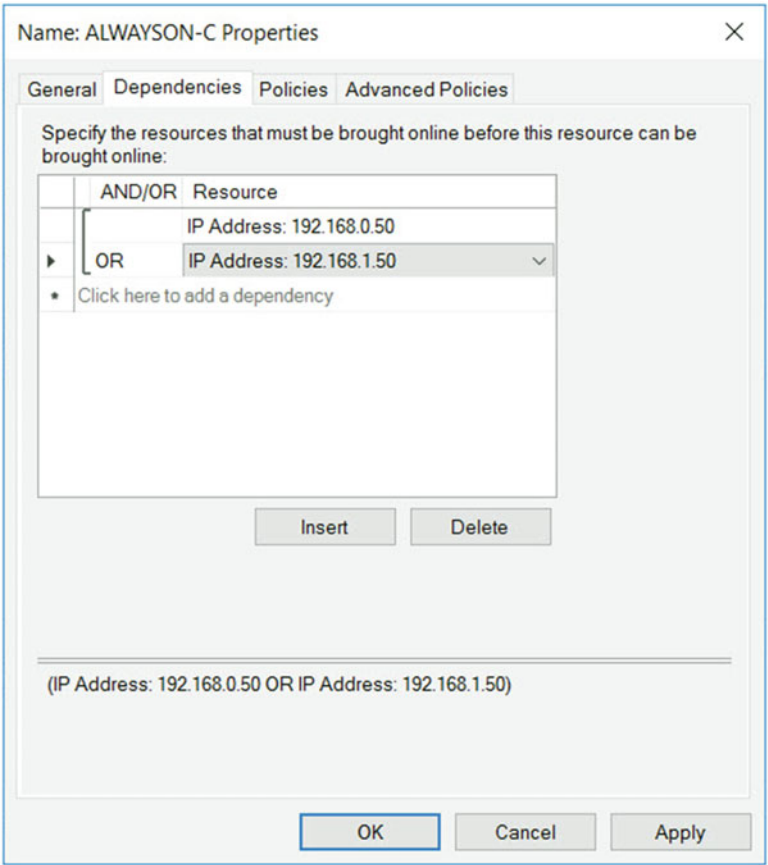 Name: ALWAYSON-C Properties
General Dependencies Policies Advanced Policies
Specify the resources that must be brought online before this resource can be
brought online:
AND/OR Resource
IP Address: 192.168.0.50
OR IP Address: 192.168.1.50
Click here to add a dependency
Insert Delete
(IP Address: 192.168.0.50 OR IP Address: 192.168.1.50)
OK Cancel Apply